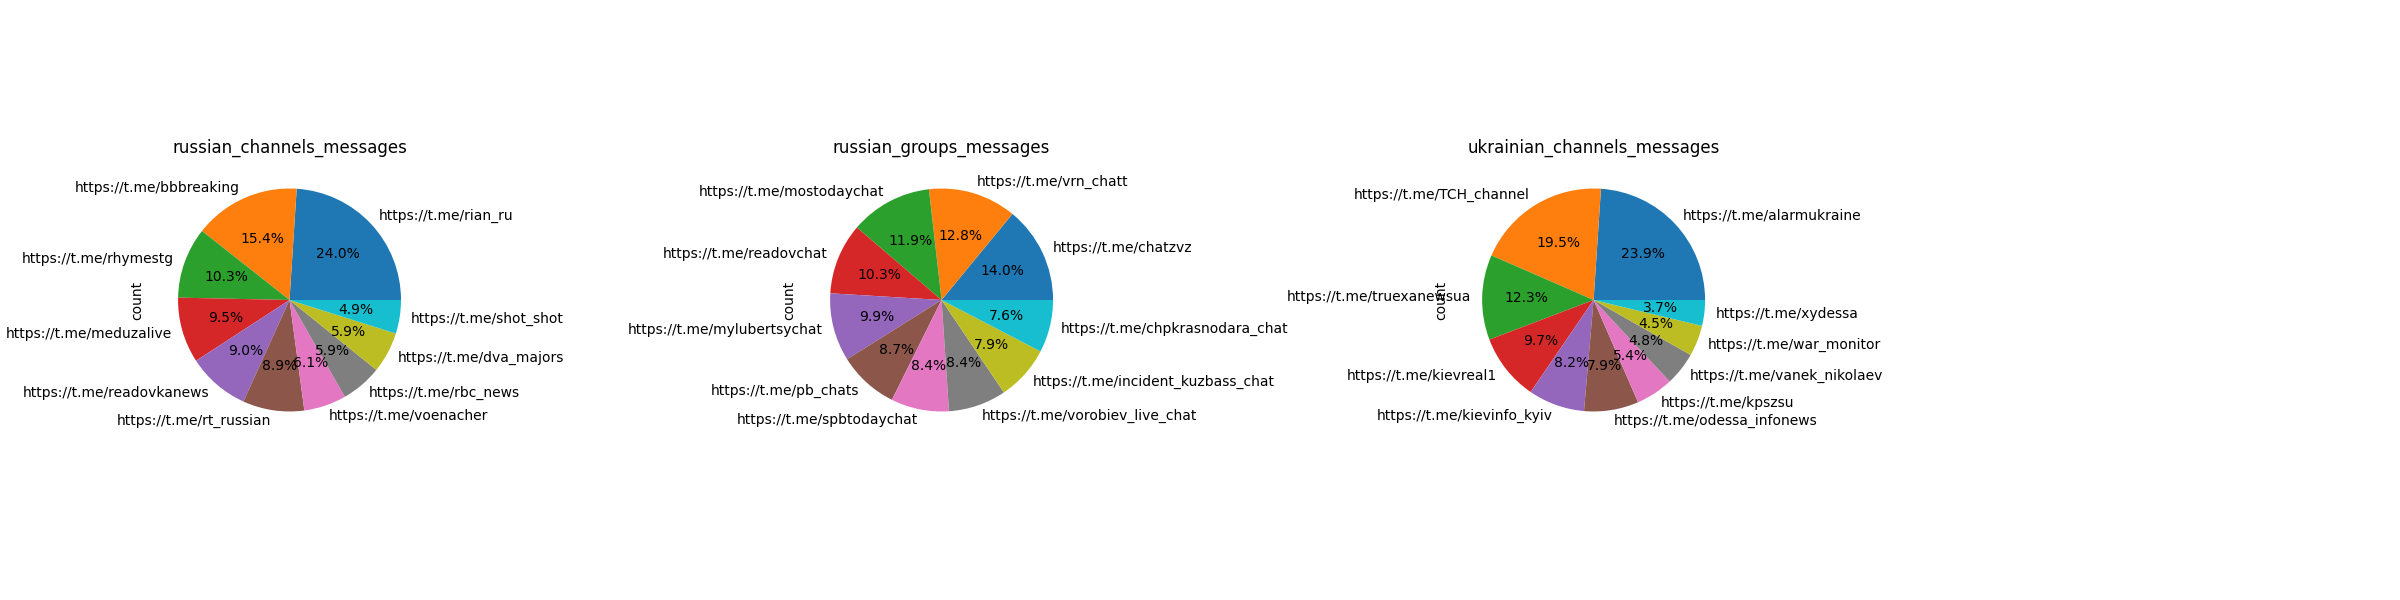 russian_channels_messages
https://t.me/rian_ru
24.0%
https://t.me/bbbreaking
15.4%
https://t.me/rhymestg
10.3%
https://t.me/meduzalive
9.5%
https://t.me/readovkanews
9.0%
https://t.me/rt_russian
8.9%
https://t.me/voenacher
6.1%
https://t.me/rbc_news
5.9%
https://t.me/dva_majors
5.9%
https://t.me/shot_shot
4.9%
count
russian_groups_messages
https://t.me/chatzvz
14.0%
https://t.me/vrn_chatt
12.8%
https://t.me/mostodaychat
11.9%
https://t.me/readovchat
10.3%
https://t.me/mylubertsychat
9.9%
https://t.me/pb_chats
8.7%
https://t.me/spbtodaychat
8.4%
https://t.me/vorobiev_live_chat
8.4%
https://t.me/incident_kuzbass_chat
7.9%
https://t.me/chpkrasnodara_chat
7.6%
count
ukrainian_channels_messages
https://t.me/alarmukraine
23.9%
https://t.me/TCH_channel
19.5%
https://t.me/truexanewsua
12.3%
https://t.me/kievreal1
9.7%
https://t.me/kievinfo_kyiv
8.2%
https://t.me/odessa_infonews
7.9%
https://t.me/kpszsu
5.4%
https://t.me/vanek_nikolaev
4.8%
https://t.me/war_monitor
4.5%
https://t.me/xydessa
3.7%
count